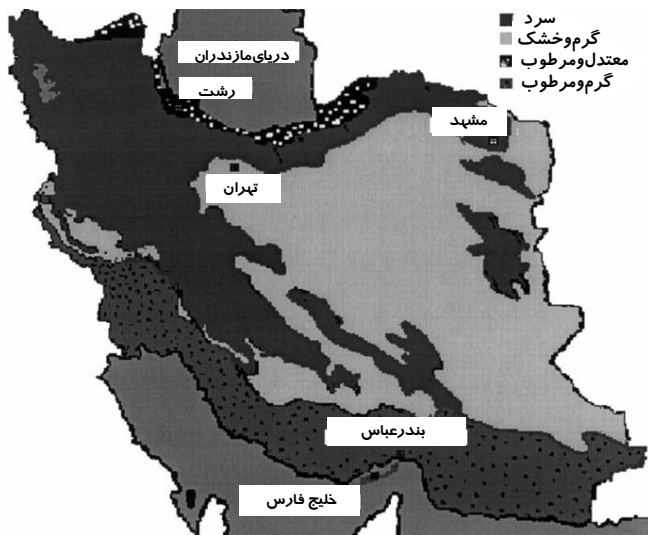 سرد
گرم‌وخشک
معتدل‌ومرطوب
گرم‌ومرطوب
دریای‌مازندران
رشت
مشهد
تهران
بندرعباس
خلیج فارس